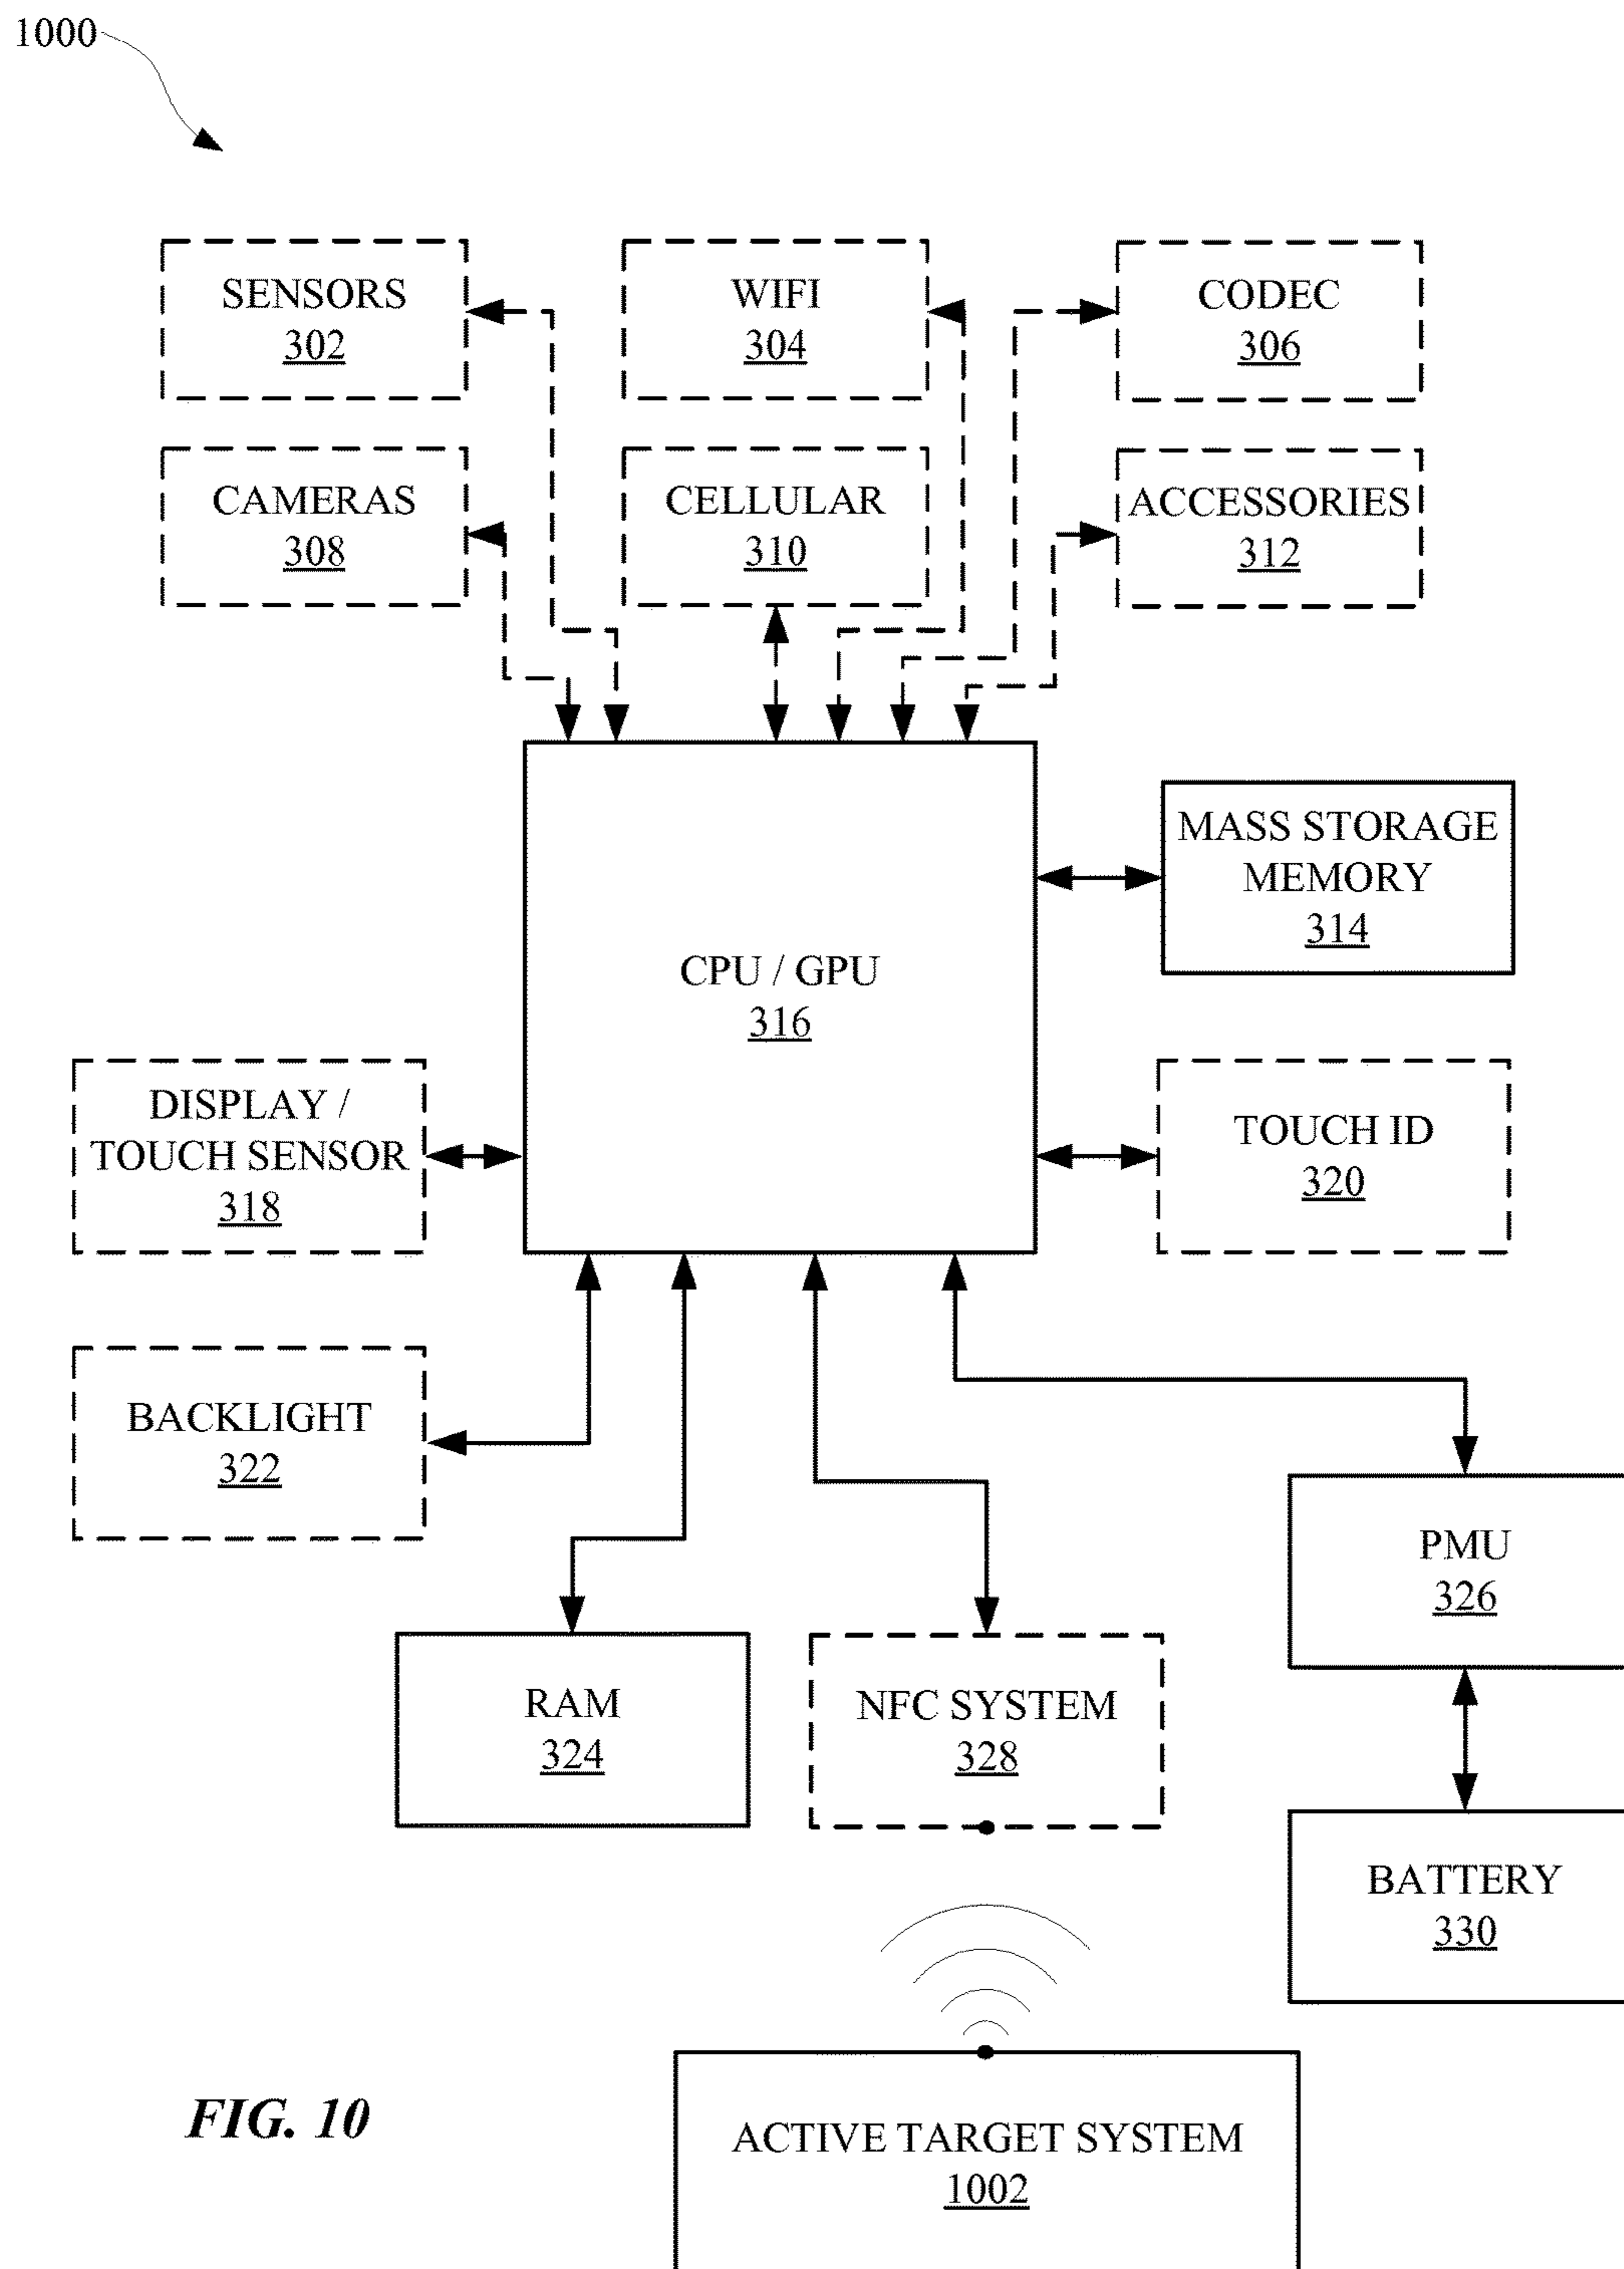 1000
SENSORS
302
WIFI
304
CODEC
306
CAMERAS
308
CELLULAR
310
ACCESSORIES
312
MASS STORAGE
MEMORY
314
CPU / GPU
316
DISPLAY /
TOUCH SENSOR
318
TOUCH ID
320
BACKLIGHT
322
PMU
326
RAM
324
NFC SYSTEM
328
BATTERY
330
FIG. 10
ACTIVE TARGET SYSTEM
1002